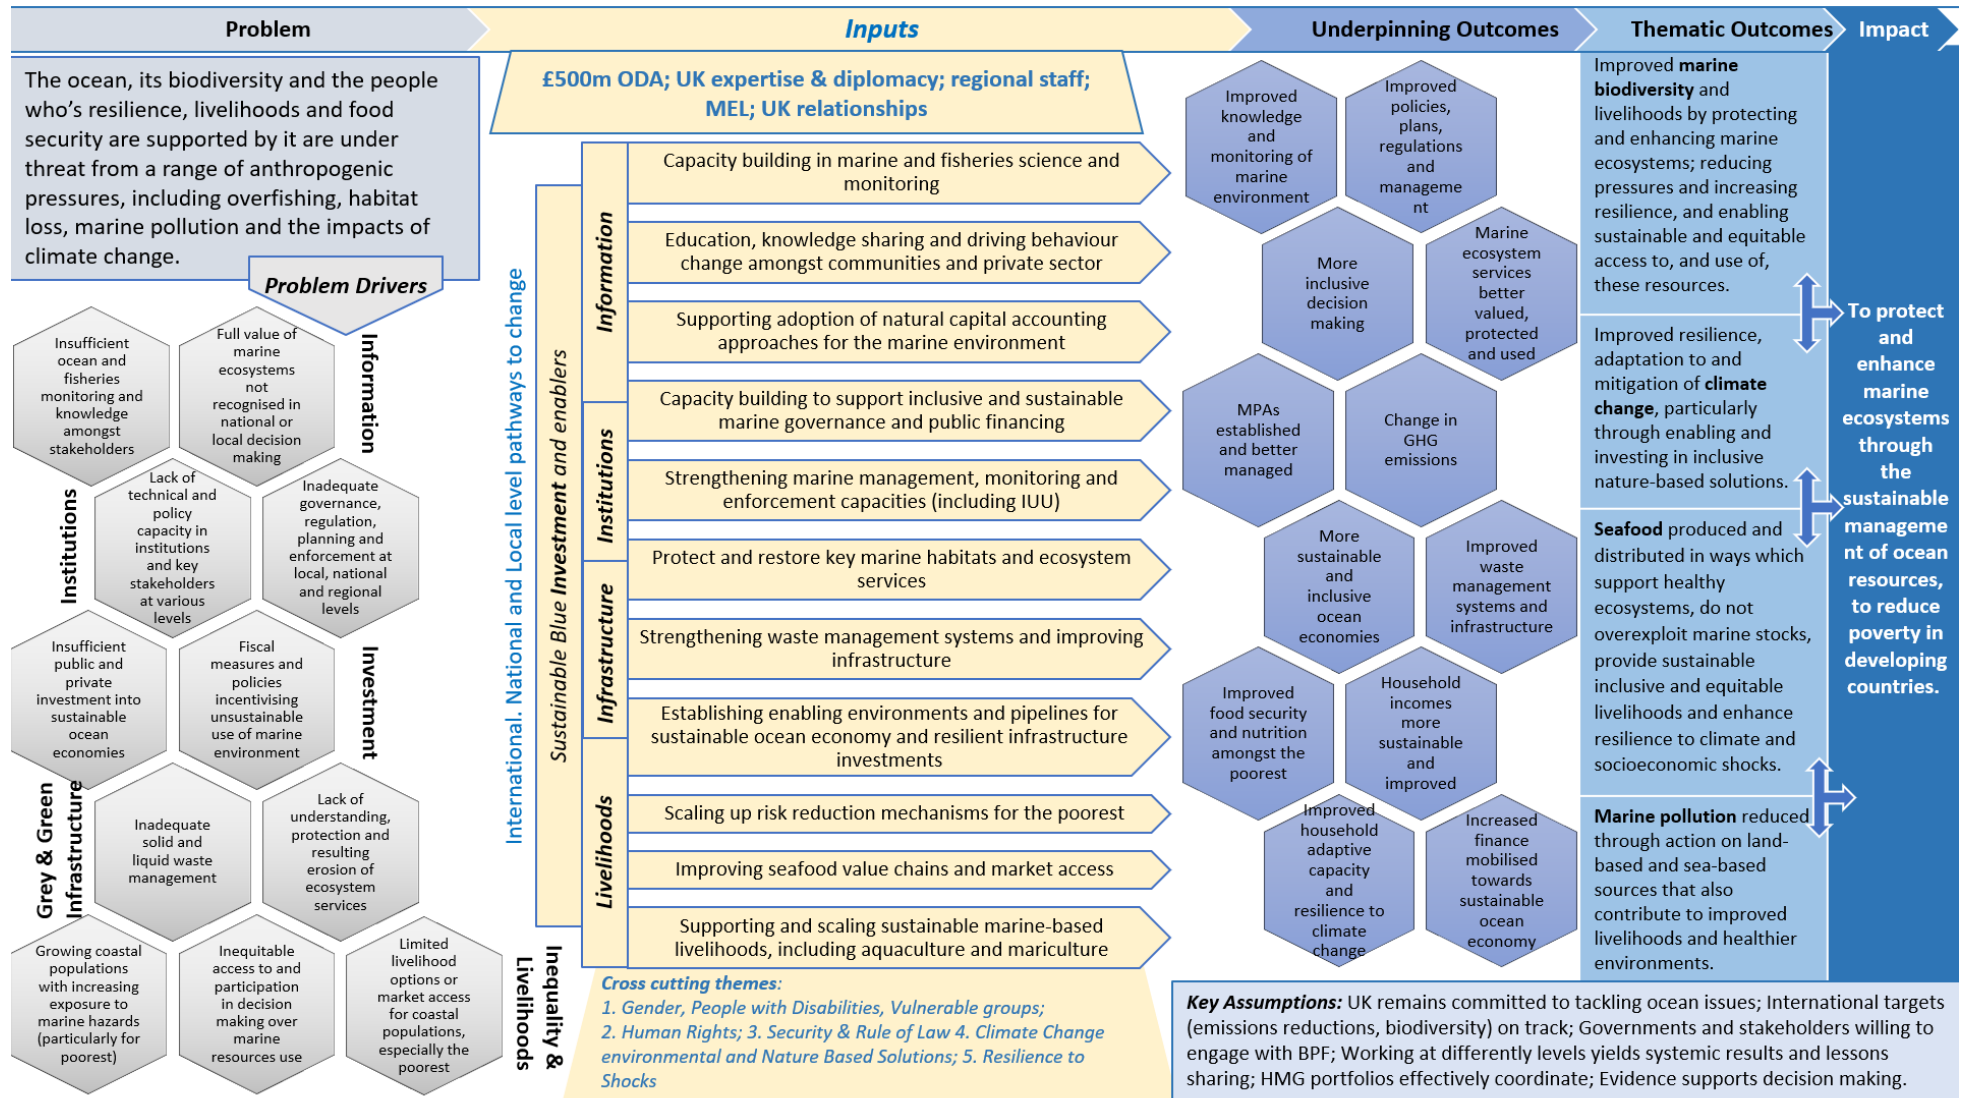 Problem
Inputs
Underpinning Outcomes
Thematic Outcomes
Impact
The ocean, its biodiversity and the people
who's resilience, livelihoods and food
security are supported by it are under
threat from a range of anthropogenic
pressures, including overfishing, habitat
loss, marine pollution and the impacts of
climate change.
Problem Drivers
Insufficient
ocean and
fisheries
monitoring and
knowledge
amongst
stakeholders
Full value of
marine
ecosystems
not
recognised in
national or
local decision
making
Information
Institutions
Lack of
technical and
policy
capacity in
institutions
and key
stakeholders
at various
levels
Inadequate
governance,
regulation,
planning and
enforcement at
local, national
and regional
levels
Insufficient
public and
private
investment into
sustainable
ocean
economies
Fiscal
measures and
policies
incentivising
unsustainable
use of marine
environment
Investment
Grey & Green
Infrastructure
Inadequate
solid and
liquid waste
management
Lack of
understanding,
protection and
resulting
erosion of
ecosystem
services
Growing coastal
populations
with increasing
exposure to
marine hazards
(particularly for
poorest)
Inequitable
access to and
participation
in decision
making over
marine
resources use
Limited
livelihood
options or
market access
for coastal
populations,
especially the
poorest
Inequality &
Livelihoods
£500m ODA; UK expertise & diplomacy; regional staff;
MEL; UK relationships
International. National and Local level pathways to change
Sustainable Blue Investment and enablers
Information
Institutions
Infrastructure
Livelihoods
Capacity building in marine and fisheries science and
monitoring
Education, knowledge sharing and driving behaviour
change amongst communities and private sector
Supporting adoption of natural capital accounting
approaches for the marine environment
Capacity building to support inclusive and sustainable
marine governance and public financing
Strengthening marine management, monitoring and
enforcement capacities (including IUU)
Protect and restore key marine habitats and ecosystem
services
Strengthening waste management systems and improving
infrastructure
Establishing enabling environments and pipelines for
sustainable ocean economy and resilient infrastructure
investments
Scaling up risk reduction mechanisms for the poorest
Improving seafood value chains and market access
Supporting and scaling sustainable marine-based
livelihoods, including aquaculture and mariculture
Cross cutting themes:
1. Gender, People with Disabilities, Vulnerable groups;
2. Human Rights; 3. Security & Rule of Law 4. Climate Change
environmental and Nature Based Solutions; 5. Resilience to
Shocks
Improved
knowledge
and
monitoring of
marine
environment
Improved
policies,
plans,
regulations
and
manageme
nt
More
inclusive
decision
making
Marine
ecosystem
services
better
valued,
protected
and used
MPAs
established
and better
managed
Change in
GHG
emissions
More
sustainable
and
inclusive
ocean
economies
Improved
waste
management
systems and
infrastructure
Improved
food security
and nutrition
amongst the
poorest
Household
incomes
more
sustainable
and
improved
Improved
household
adaptive
capacity
and
resilience to
climate
change
Increased
finance
mobilised
towards
sustainable
ocean
economy
Improved marine
biodiversity and
livelihoods by protecting
and enhancing marine
ecosystems; reducing
pressures and increasing
resilience, and enabling
sustainable and equitable
access to, and use of,
these resources.
Improved resilience,
adaptation to and
mitigation of climate
change, particularly
through enabling and
investing in inclusive
nature-based solutions.
Seafood produced and
distributed in ways which
support healthy
ecosystems, do not
overexploit marine stocks,
provide sustainable
inclusive and equitable
livelihoods and enhance
resilience to climate and
socioeconomic shocks.
Marine pollution reduced
through action on land-
based and sea-based
sources that also
contribute to improved
livelihoods and healthier
environments.
To protect
and
enhance
marine
ecosystems
through
the
sustainable
manageme
nt of ocean
resources,
to reduce
poverty in
developing
countries.
Key Assumptions: UK remains committed to tackling ocean issues; International targets
(emissions reductions, biodiversity) on track; Governments and stakeholders willing to
engage with BPF; Working at differently levels yields systemic results and lessons
sharing; HMG portfolios effectively coordinate; Evidence supports decision making.